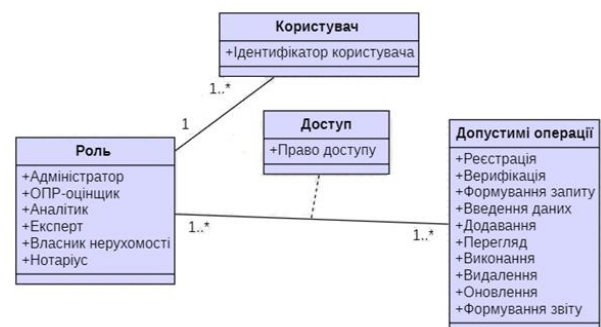 Користувач
+Ідентифікатор користувача
1..*
1
Доступ
+Право доступу
Роль
+Адміністратор
+ОПР-оцінщик
+Аналітик
+Експерт
+Власник нерухомості
+Нотаріус
1..*
1..*
Допустимі операції
+Реєстрація
+Верифікація
+Формування запиту
+Введення даних
+Додавання
+Перегляд
+Виконання
+Видалення
+Оновлення
+Формування звіту